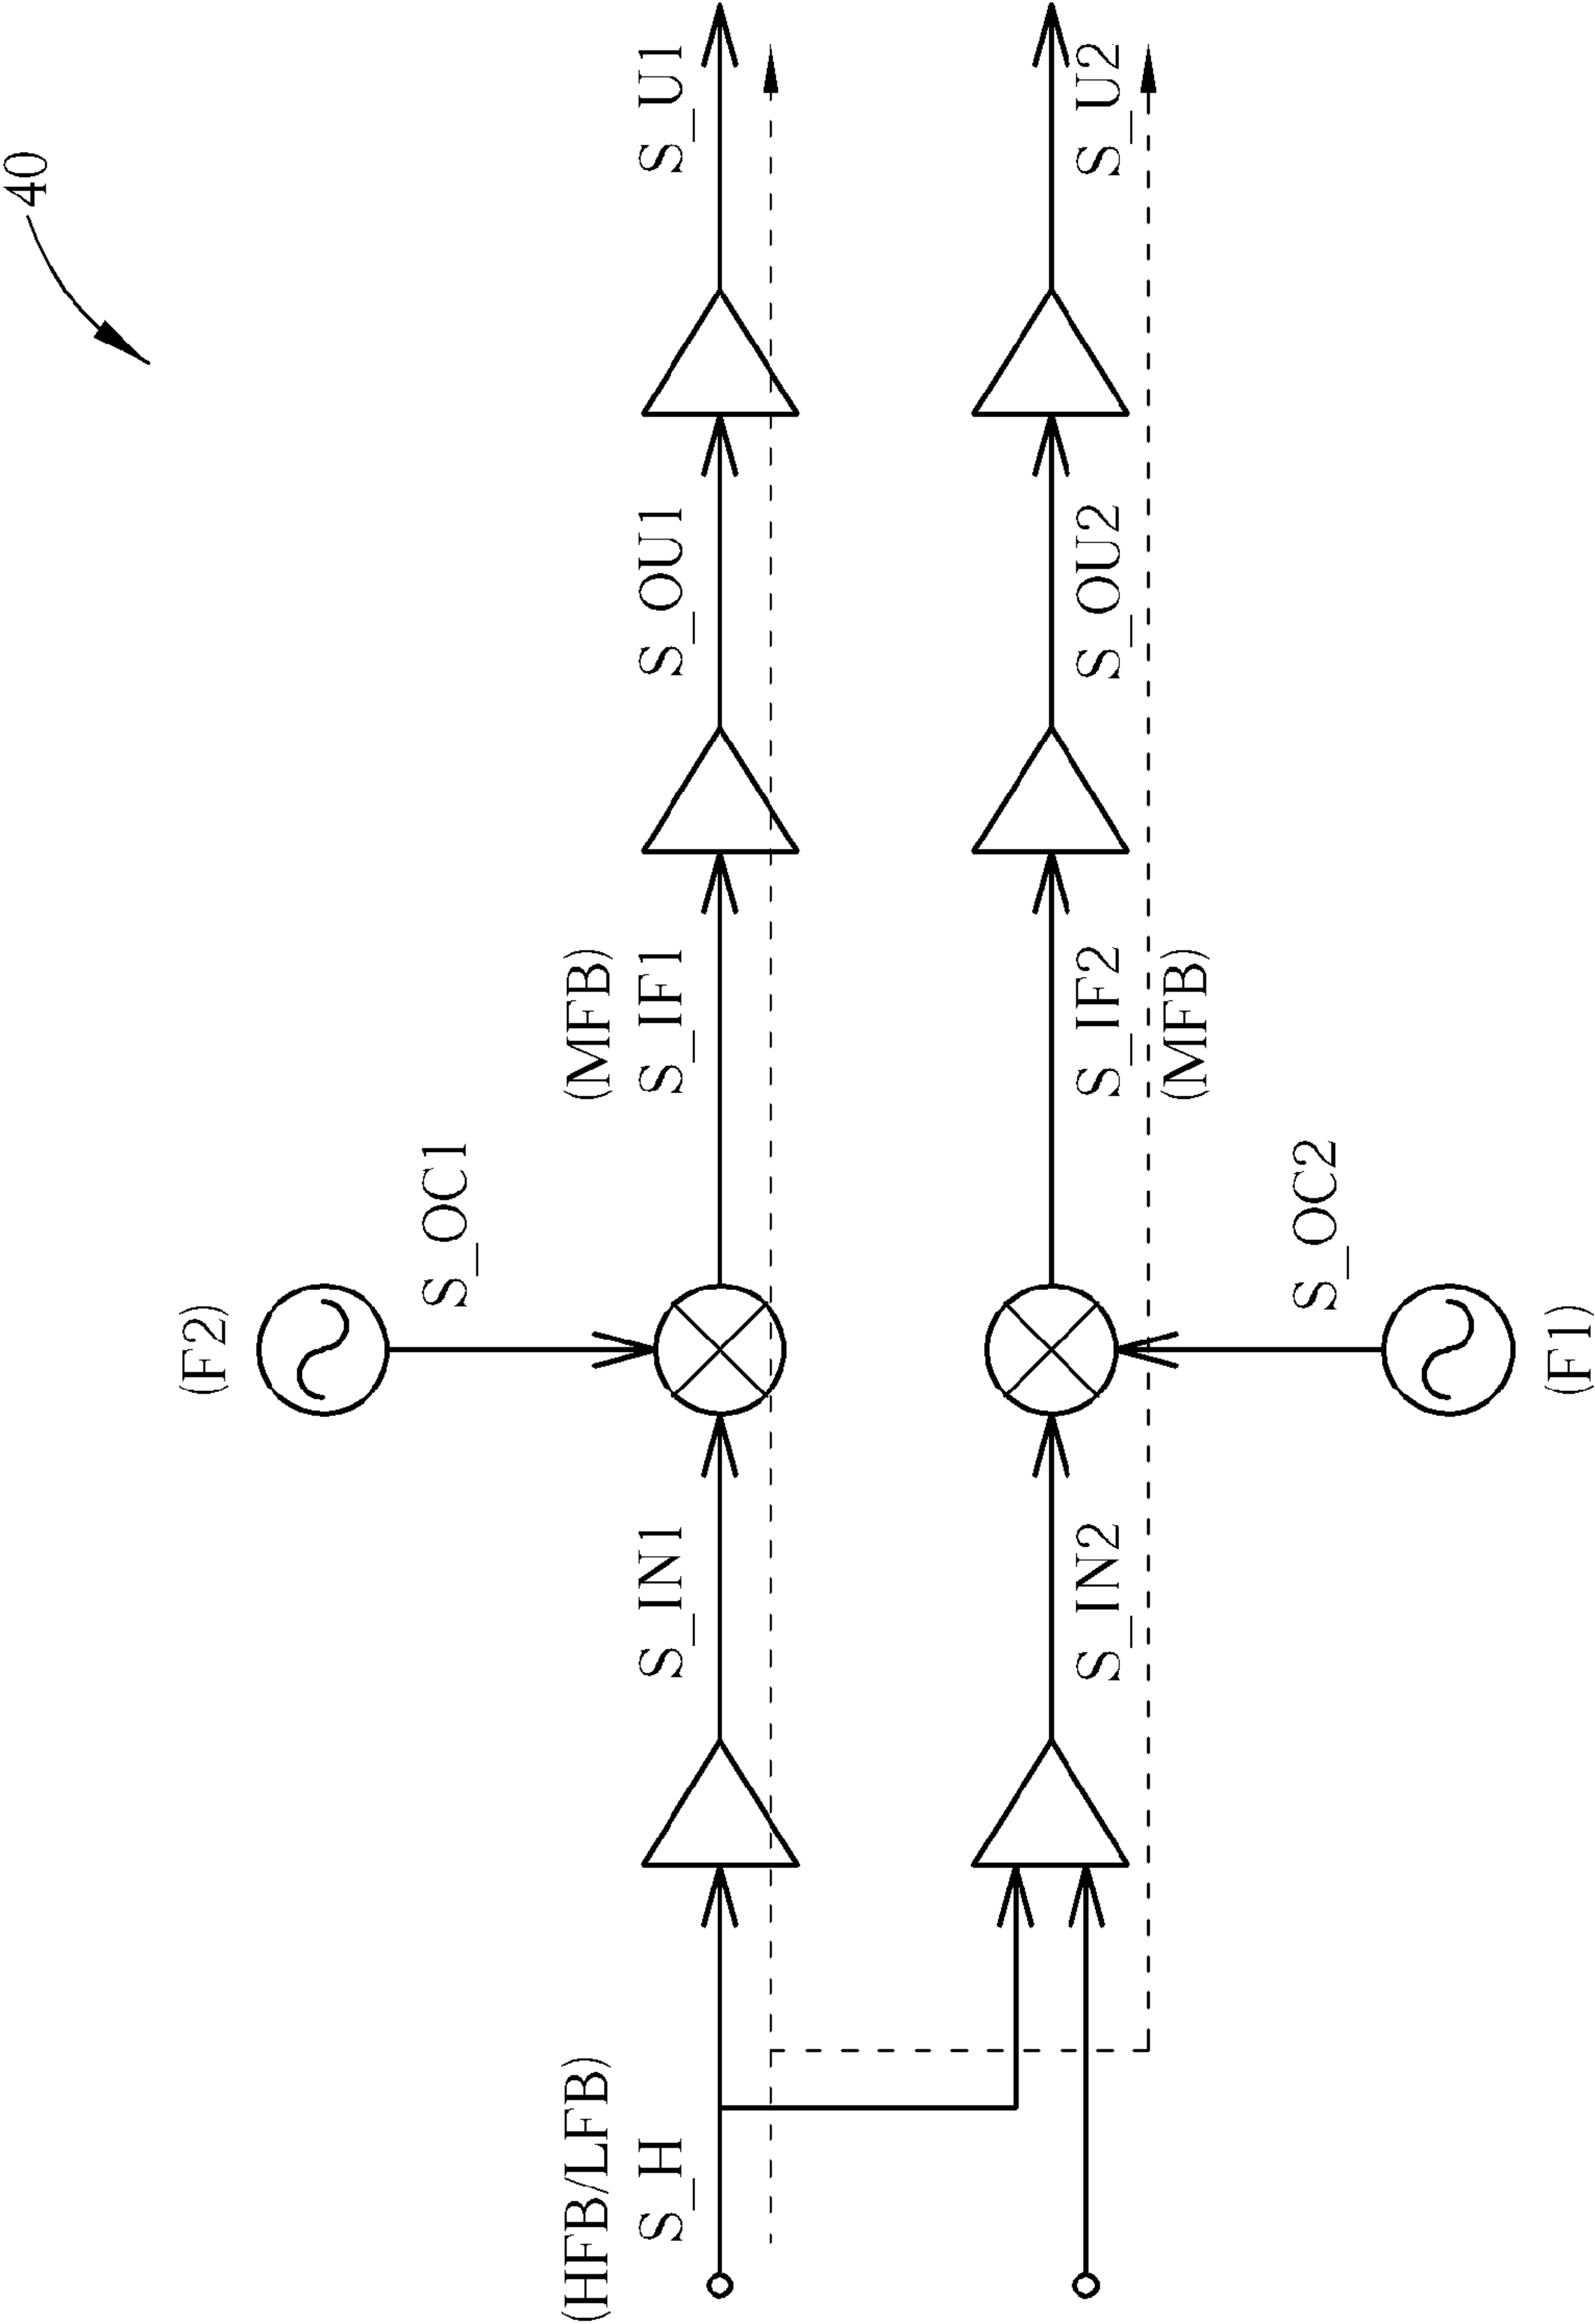 40
(F2)
S_OC1
(HFB/LFB)
S_H
S_IN1
(MFB)
S_IF1
S_OU1
S_U1
S_IN2
S_IF2
(MFB)
S_OU2
S_U2
S_OC2
(F1)